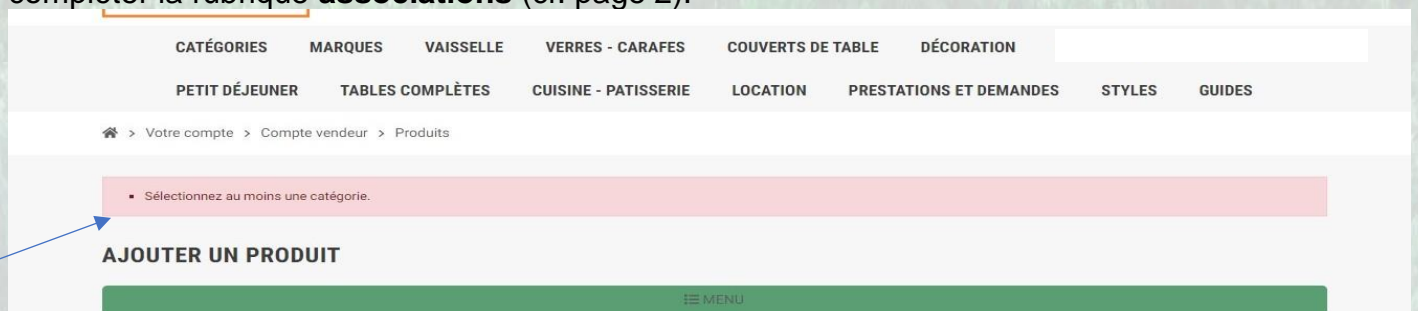 compléter la rubrique associations (cf. page 2).
CATÉGORIES MARQUES VAISSELLE VERRES - CARAFES COUVERTS DE TABLE DÉCORATION
PETIT DÉJEUNER TABLES COMPLÈTES CUISINE - PATISSERIE LOCATION PRESTATIONS ET DEMANDES STYLES GUIDES
> Votre compte > Compte vendeur > Produits
▪ Sélectionnez au moins une catégorie.
AJOUTER UN PRODUIT
MENU